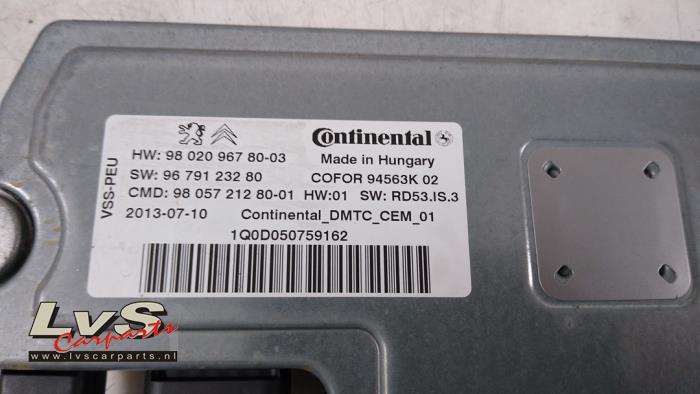 VSS-PEU
Continental
HW: 98 020 967 80-03
Made in Hungary
SW: 96 791 232 80
COFOR 94563K 02
CMD: 98 057 212 80-01 HW:01 SW: RD53.IS.3
2013-07-10 Continental_DMTC_CEM_01
1Q0D050759162
LvS
Carparts
www.lvscarparts.nl